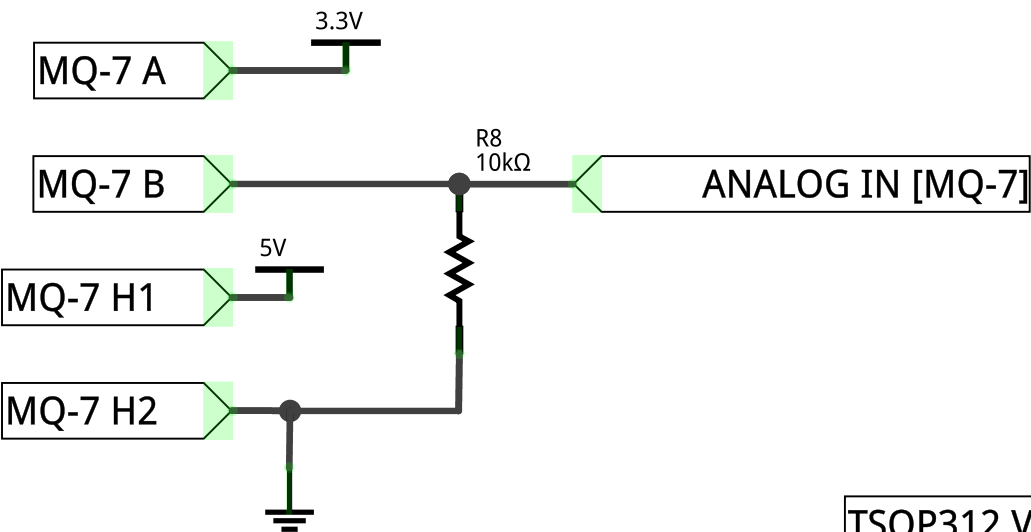 3.3V
MQ-7 A
R8
10kΩ
MQ-7 B
ANALOG IN [MQ-7]
5V
MQ-7 H1
MQ-7 H2
TSOP312 V